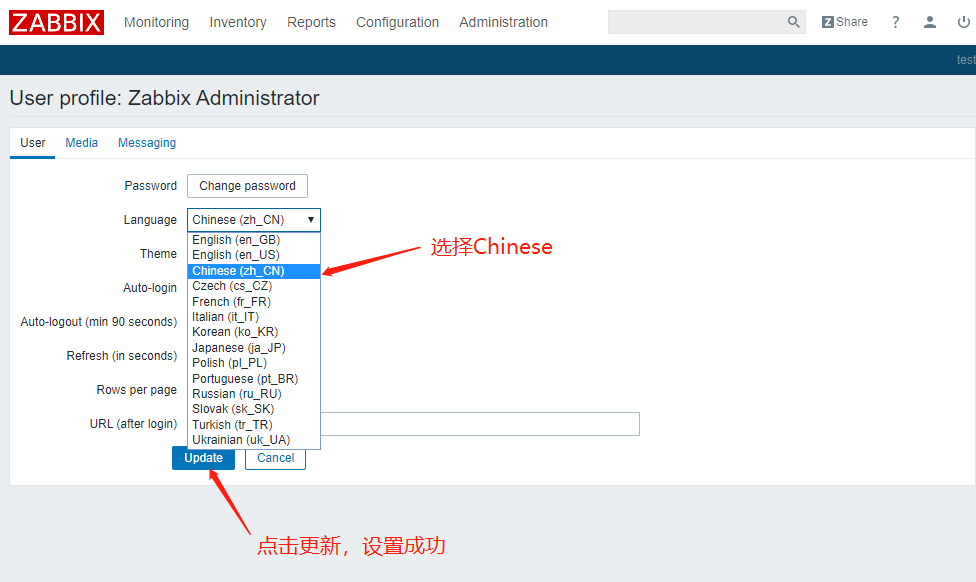 ZABBIX Monitoring Inventory Reports Configuration Administration Z Share ?
test
User profile: Zabbix Administrator
User Media Messaging
Password Change password
Language Chinese (zh_CN) ▼
English (en_GB)
Theme English (en_US)
Chinese (zh_CN)
选择Chinese
Auto-login Czech (cs_CZ)
French (fr_FR)
Italian (it_IT)
Auto-logout (min 90 seconds) Korean (ko_KR)
Japanese (ja_JP)
Refresh (in seconds) Polish (pl_PL)
Portuguese (pt_BR)
Rows per page Russian (ru_RU)
Slovak (sk_SK)
URL (after login) Turkish (tr_TR)
Ukrainian (uk_UA)
Update Cancel
点击更新，设置成功